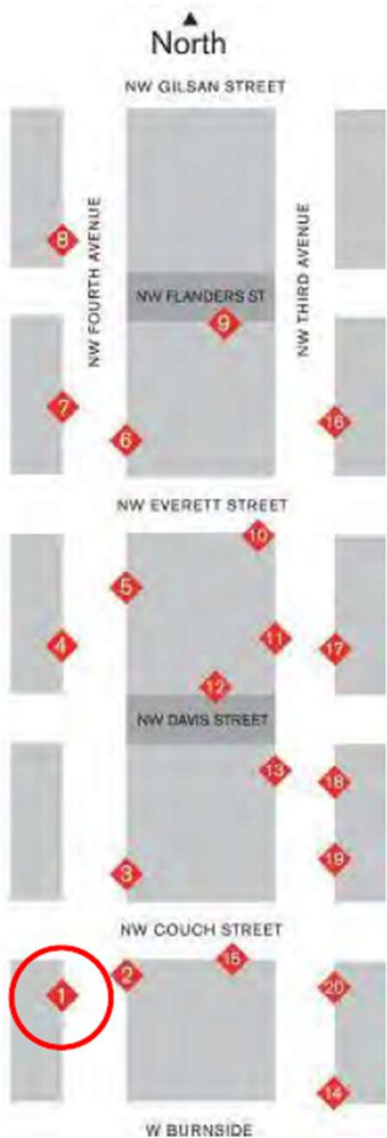 North
NW GILSAN STREET
NW FOURTH AVENUE
NW THIRD AVENUE
8
NW FLANDERS ST
9
7
16
6
NW EVERETT STREET
10
5
11
4
17
12
NW DAVIS STREET
13
18
19
3
NW COUCH STREET
15
2
1
20
14
W BURNSIDE